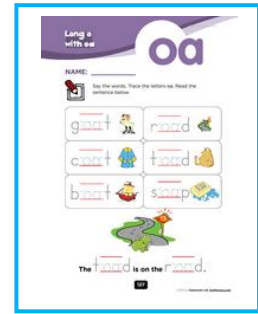 Long o
with oa
oa
NAME:
Say the words. Trace the letters oa. Read the
sentence below.
goat road
coat toad
boat soap
The toad is on the road.
127